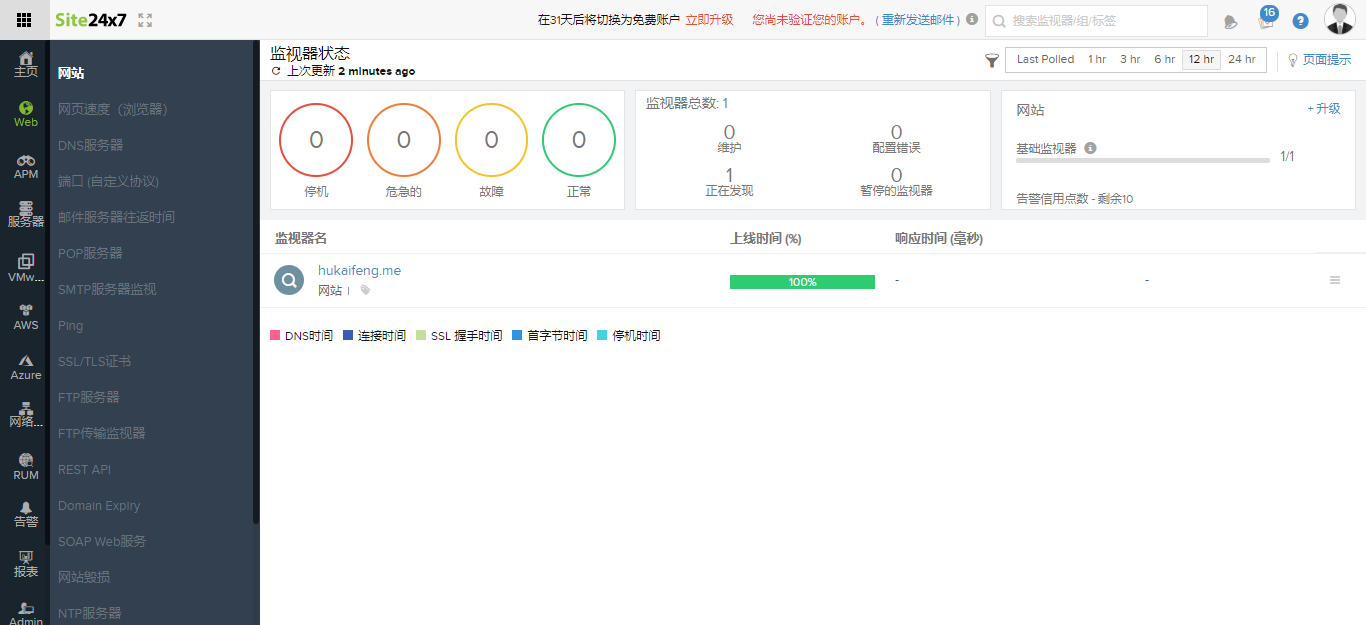 Site24x7
在31天后将切换为免费账户 立即升级 您尚未验证您的账户。( 重新发送邮件 )
搜索监视器/组/标签
16
主页
Web
APM
服务器
VMw...
AWS
Azure
网络...
RUM
告警
报表
Admin
网站
网页速度（浏览器）
DNS服务器
端口 (自定义协议)
邮件服务器往返时间
POP服务器
SMTP服务器监视
Ping
SSL/TLS证书
FTP服务器
FTP传输监视器
REST API
Domain Expiry
SOAP Web服务
网站毁损
NTP服务器
监视器状态
上次更新 2 minutes ago
Last Polled 1 hr 3 hr 6 hr 12 hr 24 hr
页面提示
0 0 0 0
停机 危急的 故障 正常
监视器总数: 1
0 0
维护 配置错误
1 0
正在发现 暂停的监视器
网站 + 升级
基础监视器 1/1
告警信用点数 - 剩余10
监视器名 上线时间 (%) 响应时间 (毫秒)
hukaifeng.me 100% - -
网站 |
DNS时间 连接时间 SSL 握手时间 首字节时间 停机时间